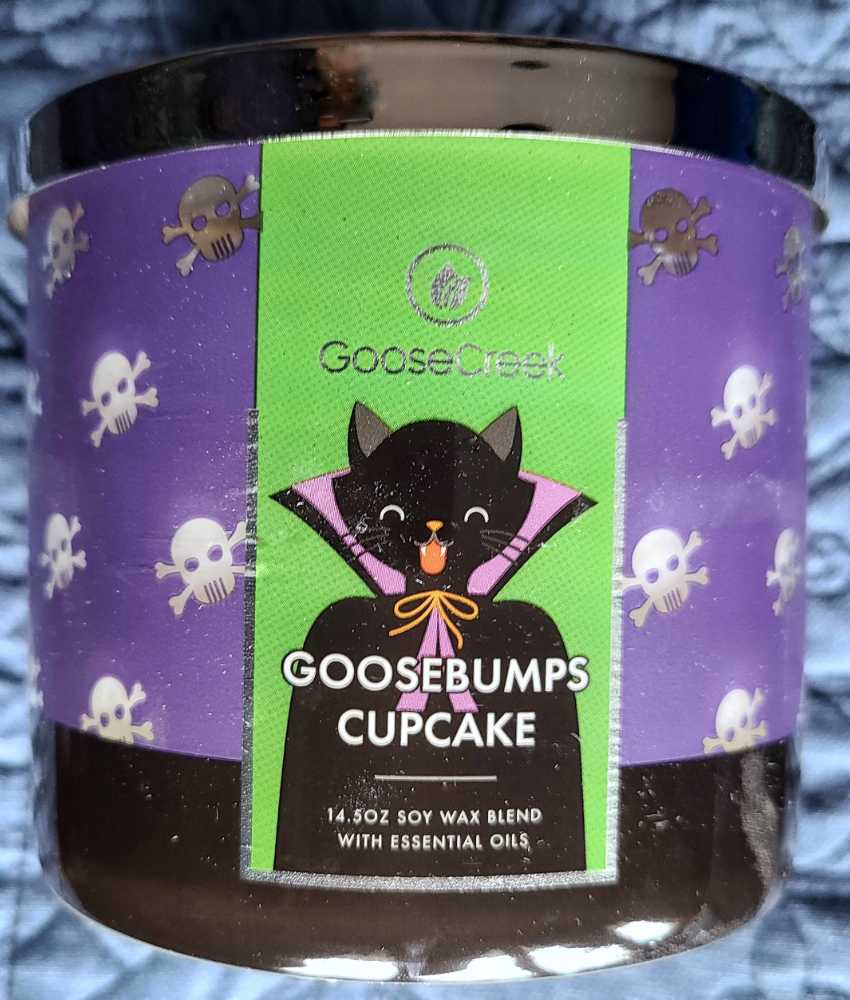 GooseCreek
GOOSEBUMPS
CUPCAKE
14.5OZ SOY WAX BLEND
WITH ESSENTIAL OILS